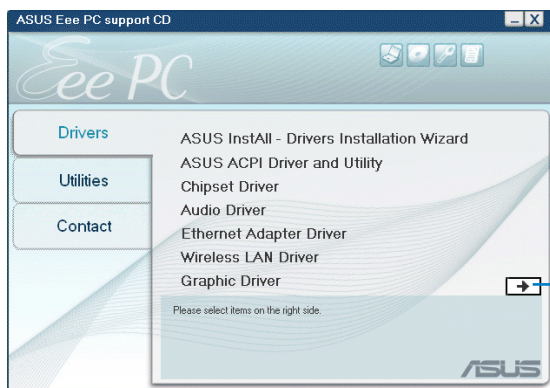 ASUS Eee PC support CD
Eee PC
Drivers
Utilities
Contact
ASUS InstAll - Drivers Installation Wizard
ASUS ACPI Driver and Utility
Chipset Driver
Audio Driver
Ethernet Adapter Driver
Wireless LAN Driver
Graphic Driver
Please select items on the right side.
ASUS